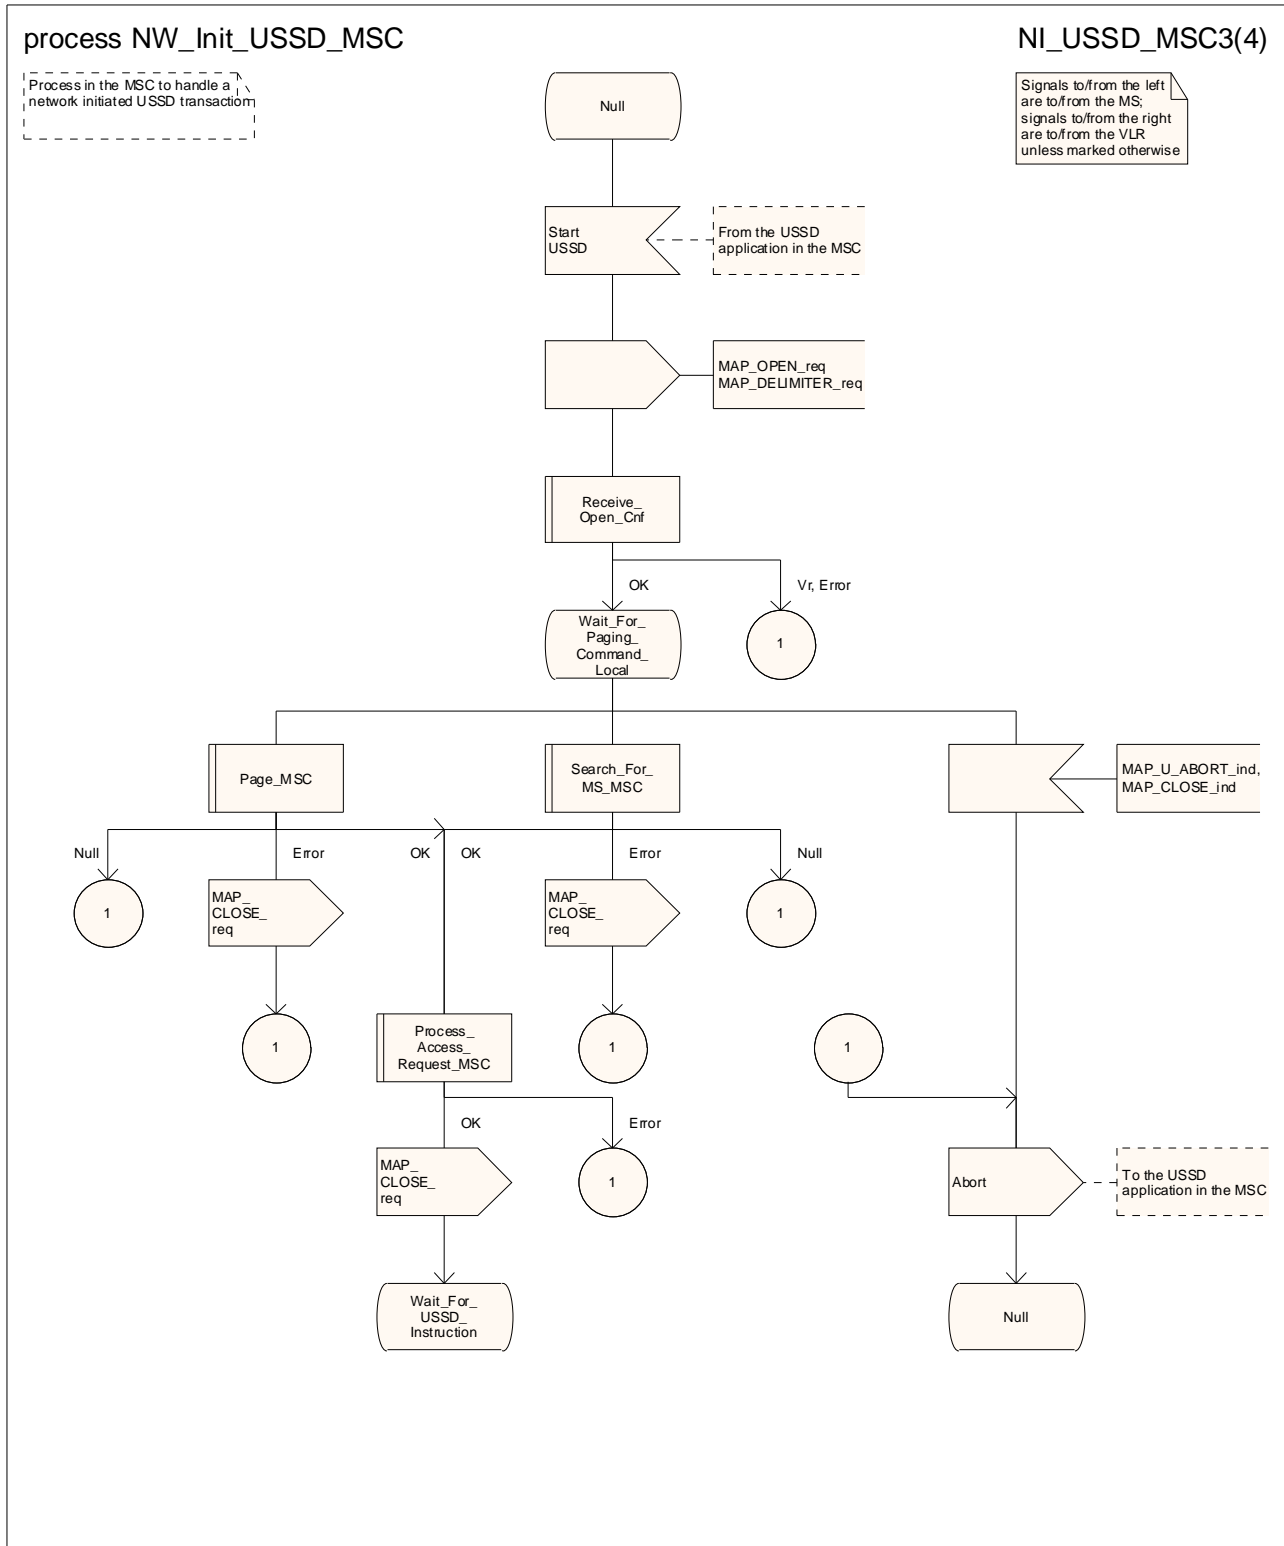 process NW_Init_USSD_MSC
NI_USSD_MSC3(4)
Process in the MSC to handle a
network initiated USSD transaction
Signals to/from the left
are to/from the MS;
signals to/from the right
are to/from the VLR
unless marked otherwise
Null
Start
USSD
From the USSD
application in the MSC
MAP_OPEN_req
MAP_DELIMITER_req
Receive_
Open_Cnf
OK
Vr, Error
Wait_For_
Paging_
Command_
Local
1
Page_MSC
Search_For_
MS_MSC
MAP_U_ABORT_ind,
MAP_CLOSE_ind
Null
Error
OK
OK
Error
Null
1
MAP_
CLOSE_
req
MAP_
CLOSE_
req
1
1
Process_
Access_
Request_MSC
1
1
OK
Error
MAP_
CLOSE_
req
1
Abort
To the USSD
application in the MSC
Wait_For_
USSD_
Instruction
Null